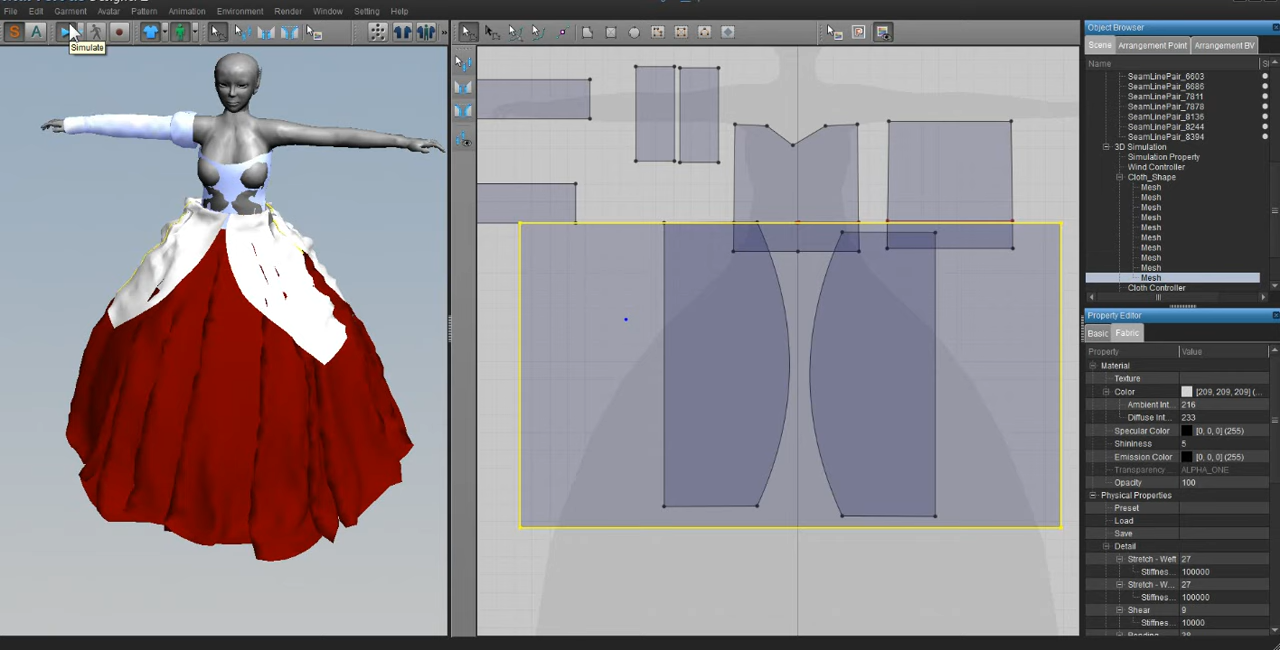 File Edit Garment Avatar Pattern Animation Environment Render Window Setting Help
S A
Simulate
Object Browser
Scene Arrangement Point Arrangement BV
Name
SeamLinePair_6603
SeamLinePair_6686
SeamLinePair_7811
SeamLinePair_7878
SeamLinePair_8136
SeamLinePair_8244
SeamLinePair_8394
3D Simulation
Simulation Property
Wind Controller
Cloth_Shape
Mesh
Mesh
Mesh
Mesh
Mesh
Mesh
Mesh
Mesh
Mesh
Mesh
Cloth Controller
Property Editor
Basic Fabric
Property Value
Material
Texture
Color [209, 209, 209] (...
Ambient Int... 216
Diffuse Int... 233
Specular Color [0, 0, 0] (255)
Shininess 5
Emission Color [0, 0, 0] (255)
Transparency ALPHA_ONE
Opacity 100
Physical Properties
Preset
Load
Save
Detail
Stretch - Weft 27
Stiffnes... 100000
Stretch - W... 27
Stiffnes... 100000
Shear 9
Stiffnes... 10000